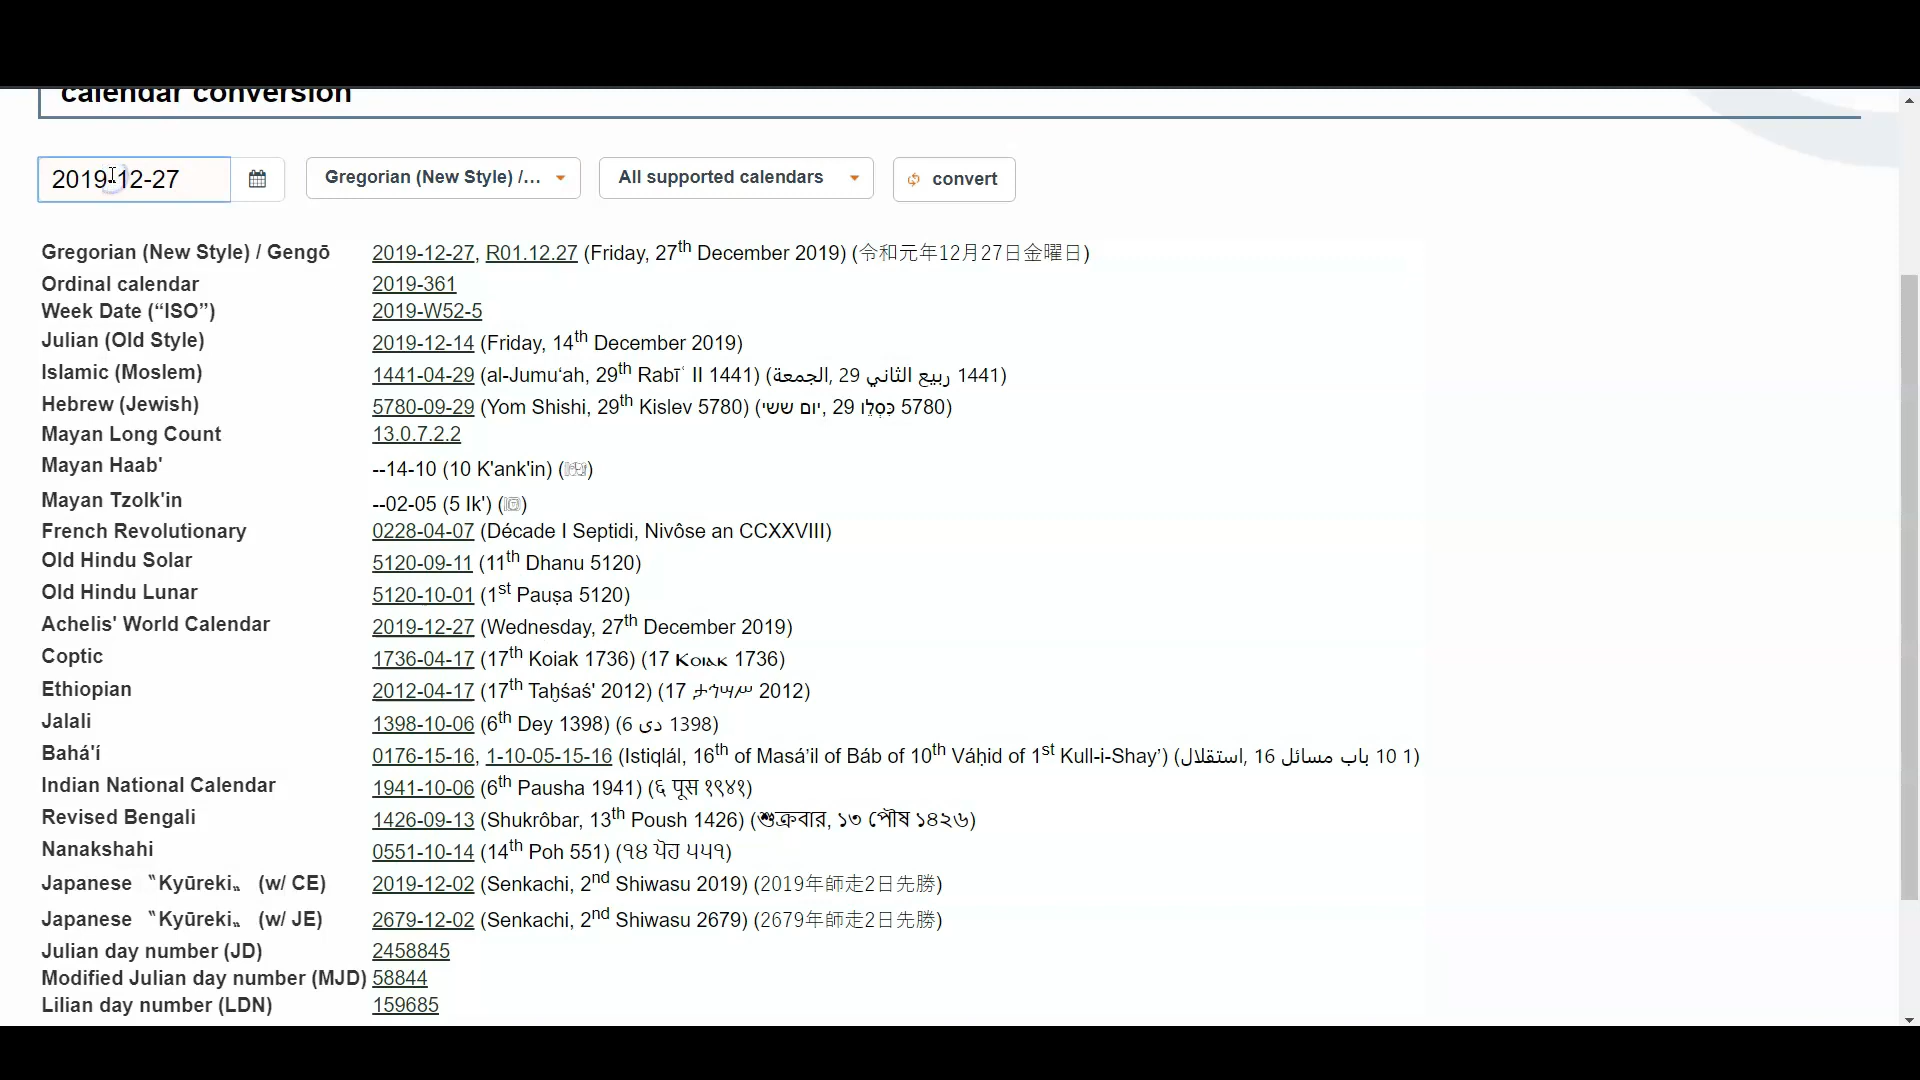 calendar conversion
2019-12-27
Gregorian (New Style) /...
All supported calendars
convert
Gregorian (New Style) / Gengō 2019-12-27, R01.12.27 (Friday, 27th December 2019) (令和元年12月27日金曜日)
Ordinal calendar 2019-361
Week Date (“ISO”) 2019-W52-5
Julian (Old Style) 2019-12-14 (Friday, 14th December 2019)
Islamic (Moslem) 1441-04-29 (al-Jumuʻah, 29th Rabīʿ II 1441) (الجمعة, 29 ربيع الثاني 1441)
Hebrew (Jewish) 5780-09-29 (Yom Shishi, 29th Kislev 5780) (יום ששי, 29 כִּסְלֵו 5780)
Mayan Long Count 13.0.7.2.2
Mayan Haab' --14-10 (10 K'ank'in)
Mayan Tzolk'in --02-05 (5 Ik')
French Revolutionary 0228-04-07 (Décade I Septidi, Nivôse an CCXXVIII)
Old Hindu Solar 5120-09-11 (11th Dhanu 5120)
Old Hindu Lunar 5120-10-01 (1st Pauṣa 5120)
Achelis' World Calendar 2019-12-27 (Wednesday, 27th December 2019)
Coptic 1736-04-17 (17th Koiak 1736) (17 Ⲕⲟⲓⲁⲕ 1736)
Ethiopian 2012-04-17 (17th Taḫśaś' 2012) (17 ታኅሣሥ 2012)
Jalali 1398-10-06 (6th Dey 1398) (6 دی 1398)
Bahá'í 0176-15-16, 1-10-05-15-16 (Istiqlál, 16th of Masá’il of Báb of 10th Váḥid of 1st Kull-i-Shay’) (استقلال, 16 مسائل باب 10 1)
Indian National Calendar 1941-10-06 (6th Pausha 1941) (६ पूस १९४१)
Revised Bengali 1426-09-13 (Shukrôbar, 13th Poush 1426) (শুক্রবার, ১৩ পৌষ ১৪২৬)
Nanakshahi 0551-10-14 (14th Poh 551) (੧੪ ਪੋਹ ੫੫੧)
Japanese 〝Kyūreki〟 (w/ CE) 2019-12-02 (Senkachi, 2nd Shiwasu 2019) (2019年師走2日先勝)
Japanese 〝Kyūreki〟 (w/ JE) 2679-12-02 (Senkachi, 2nd Shiwasu 2679) (2679年師走2日先勝)
Julian day number (JD) 2458845
Modified Julian day number (MJD) 58844
Lilian day number (LDN) 159685